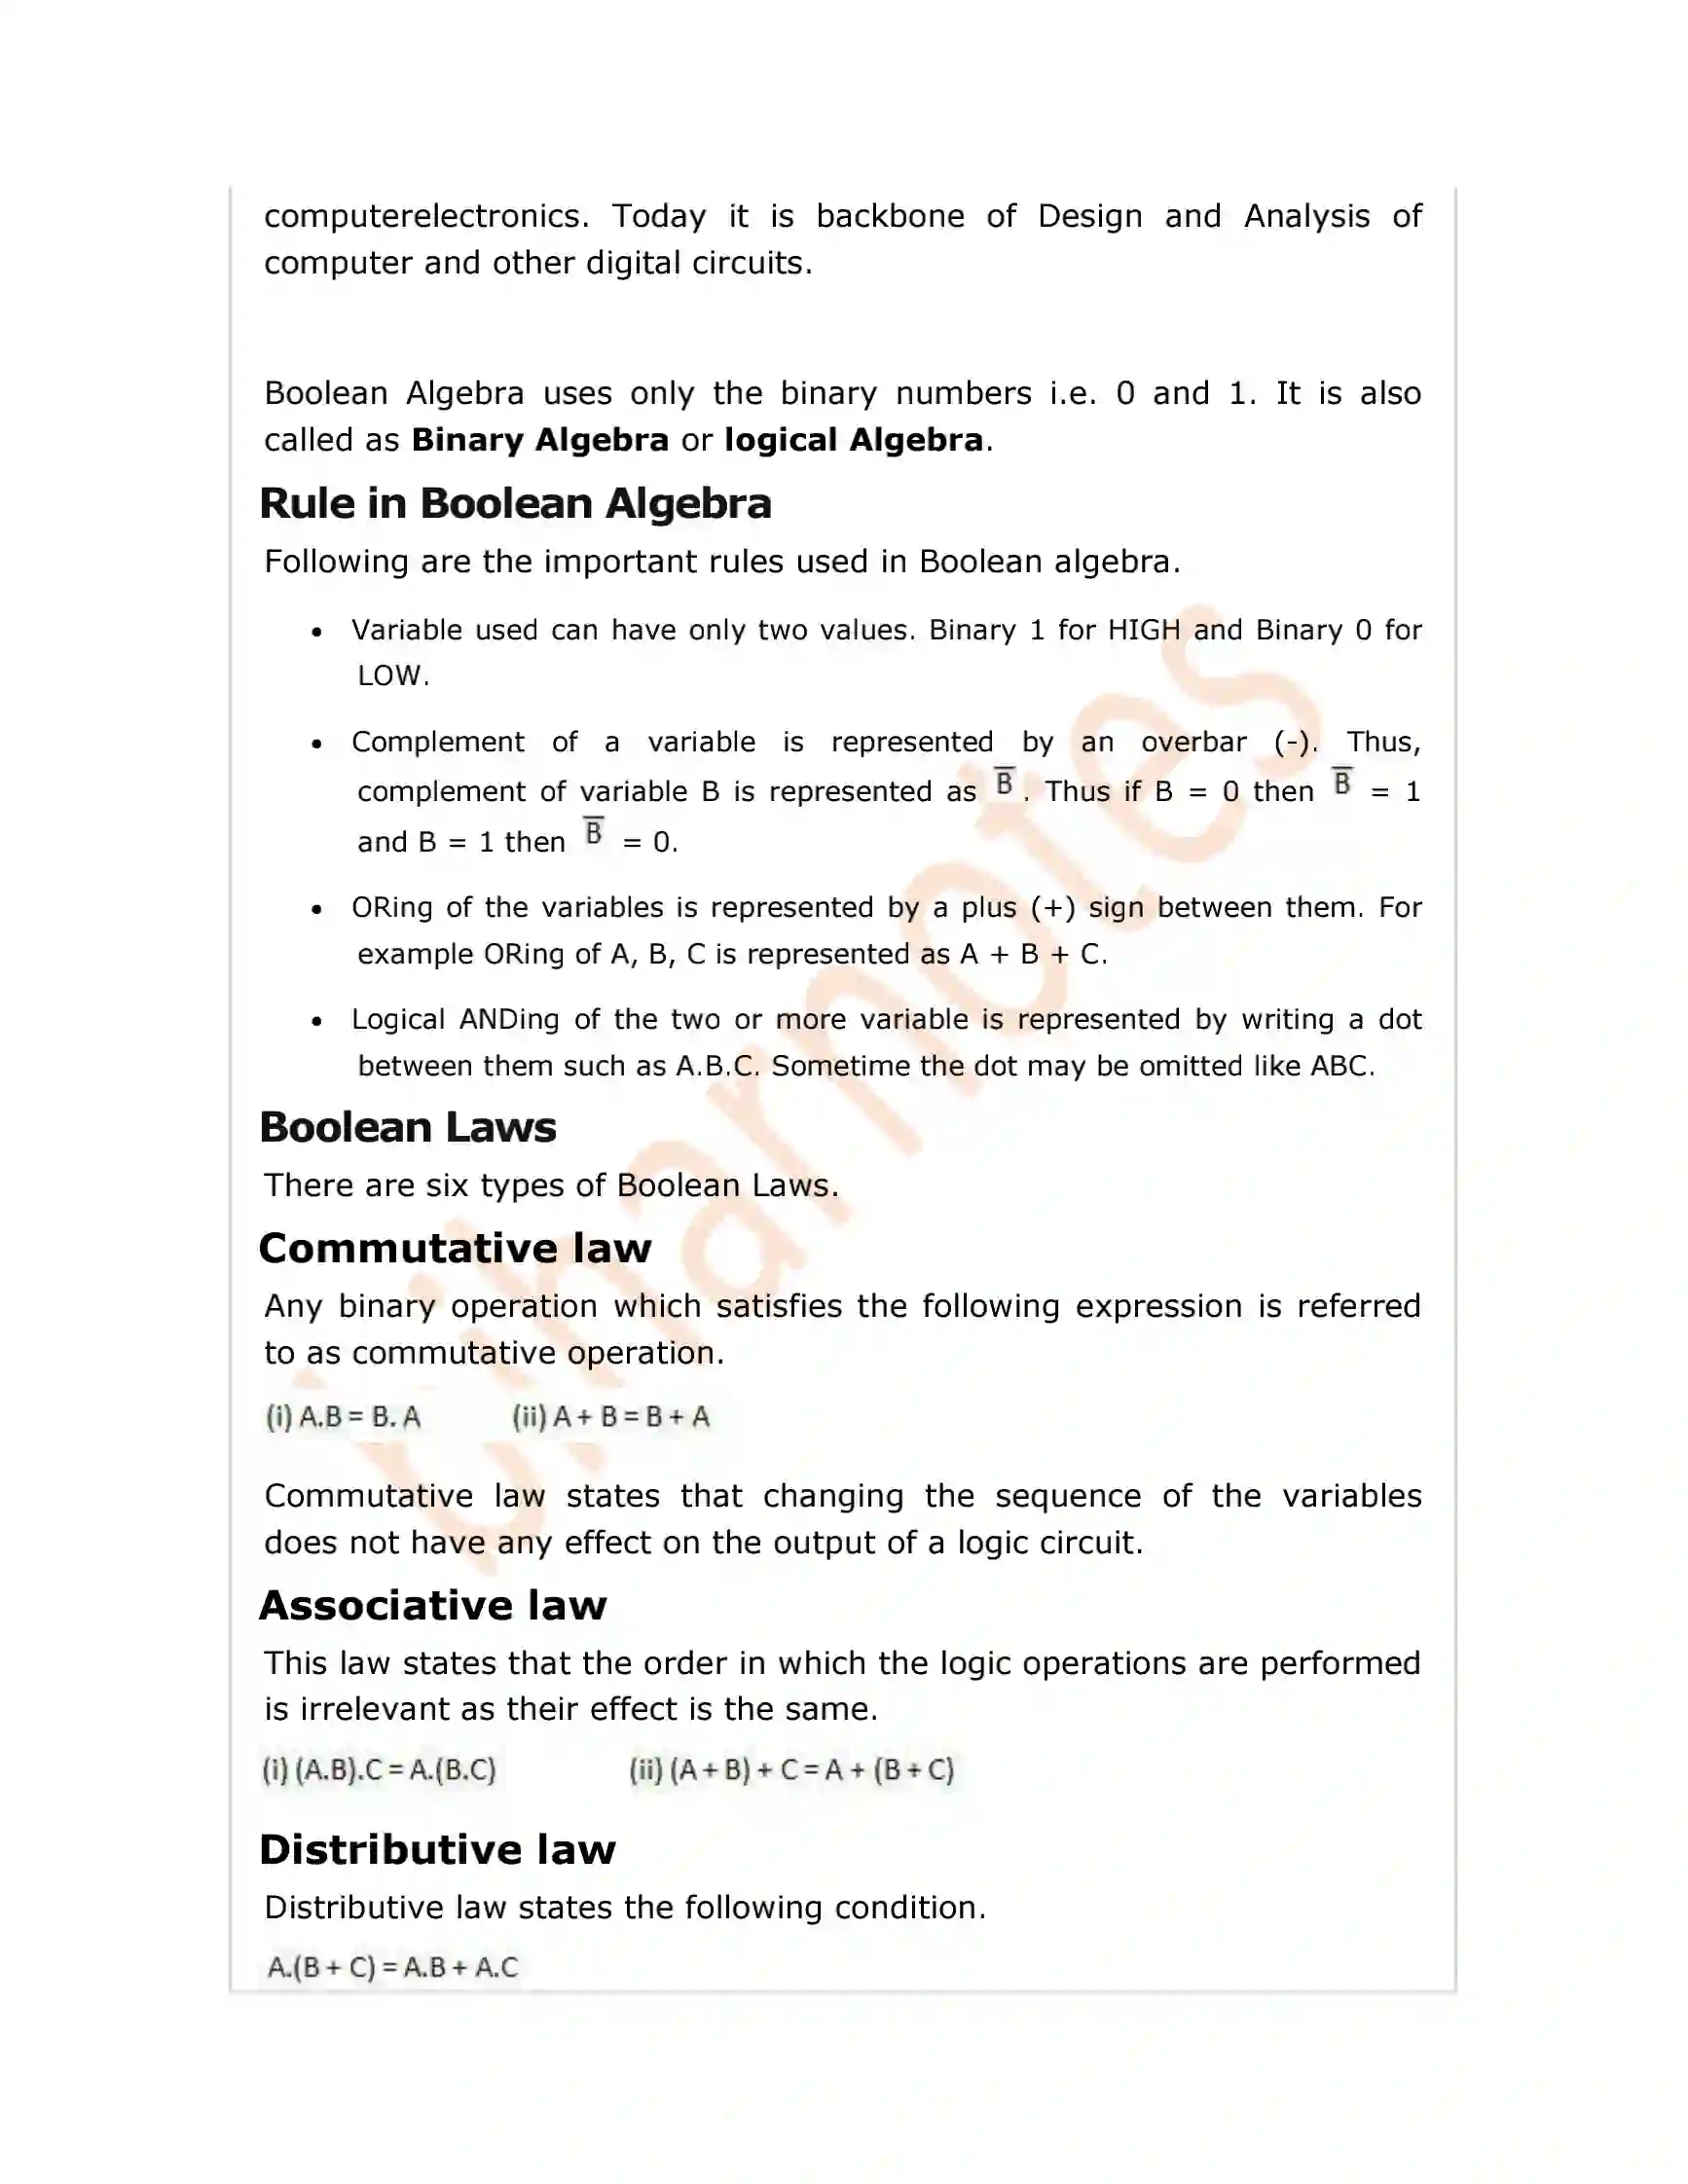 computerelectronics. Today it is backbone of Design and Analysis of
computer and other digital circuits.
Boolean Algebra uses only the binary numbers i.e. 0 and 1. It is also
called as Binary Algebra or logical Algebra.
Rule in Boolean Algebra
Following are the important rules used in Boolean algebra.
• Variable used can have only two values. Binary 1 for HIGH and Binary 0 for
LOW.
• Complement of a variable is represented by an overbar (-). Thus,
complement of variable B is represented as B̅ . Thus if B = 0 then B̅ = 1
and B = 1 then B̅ = 0.
• ORing of the variables is represented by a plus (+) sign between them. For
example ORing of A, B, C is represented as A + B + C.
• Logical ANDing of the two or more variable is represented by writing a dot
between them such as A.B.C. Sometime the dot may be omitted like ABC.
Boolean Laws
There are six types of Boolean Laws.
Commutative law
Any binary operation which satisfies the following expression is referred
to as commutative operation.
(i) A.B = B. A (ii) A + B = B + A
Commutative law states that changing the sequence of the variables
does not have any effect on the output of a logic circuit.
Associative law
This law states that the order in which the logic operations are performed
is irrelevant as their effect is the same.
(i) (A.B).C = A.(B.C) (ii) (A + B) + C = A + (B + C)
Distributive law
Distributive law states the following condition.
A.(B + C) = A.B + A.C
biharnotes